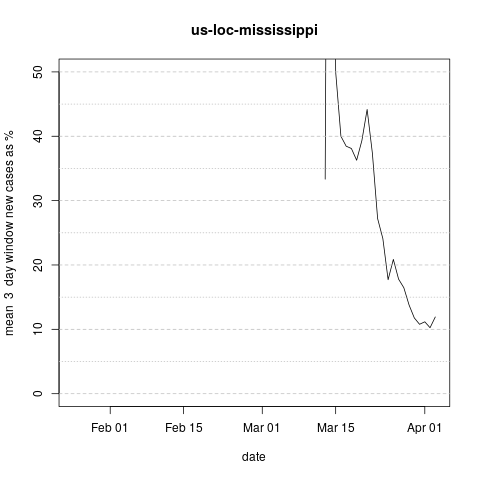 us-loc-mississippi
mean 3 day window new cases as %
50
40
30
20
10
0
Feb 01 Feb 15 Mar 01 Mar 15 Apr 01
date